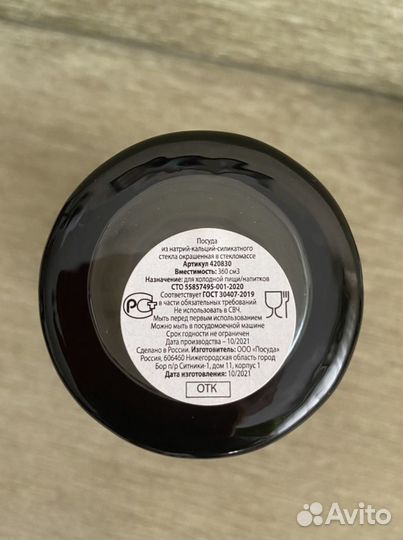 Посуда
из натрий-кальций-силикатного
стекла окрашенная в стекломассе
Артикул 420830
Вместимость: 360 см3
Назначение: для холодной пищи/напитков
СТО 55857495-001-2020
Соответствует ГОСТ 30407-2019
в части обязательных требований
Не использовать в СВЧ.
Мыть перед первым использованием
Можно мыть в посудомоечной машине
Срок годности не ограничен
Дата производства – 10/2021
Сделано в России. Изготовитель: ООО "Посуда"
Россия, 606460 Нижегородская область город
Бор п/р Ситники-1, дом 11, корпус 1
Дата изготовления: 10/2021
ОТК
Avito